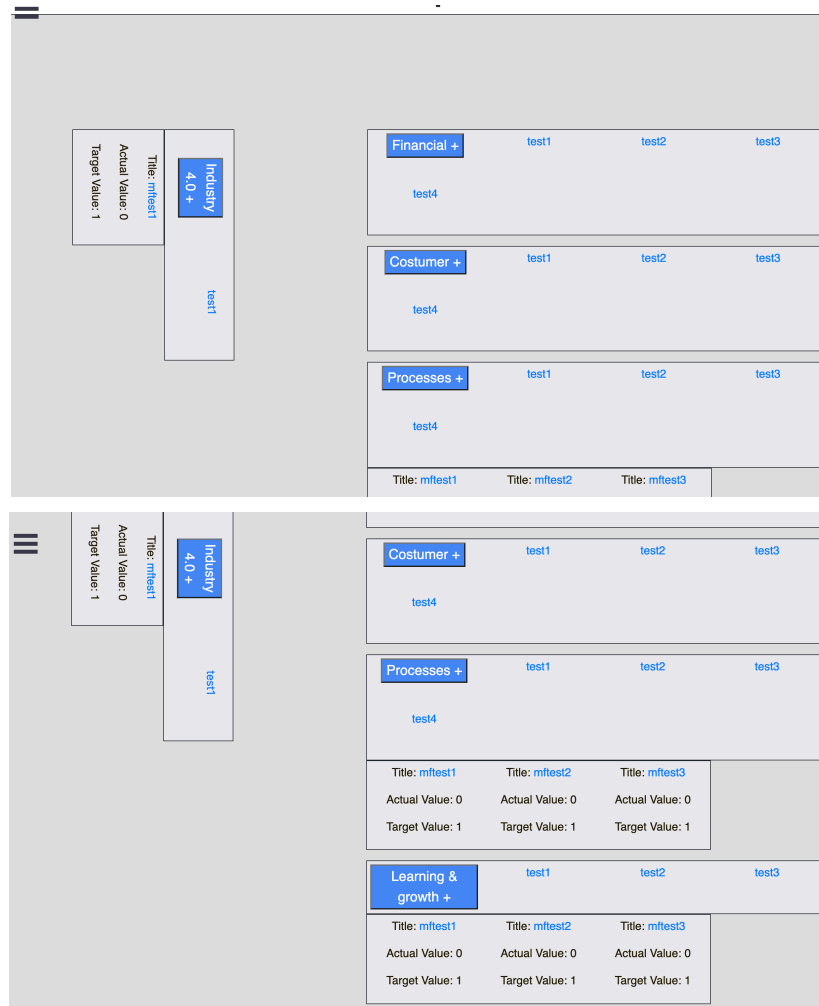 -
Financial +
test1
test2
test3
test4
Industry
4.0 +
test1
Title: mftest1
Actual Value: 0
Target Value: 1
Costumer +
test1
test2
test3
test4
Processes +
test1
test2
test3
test4
Title: mftest1
Title: mftest2
Title: mftest3
Industry
4.0 +
test1
Title: mftest1
Actual Value: 0
Target Value: 1
Costumer +
test1
test2
test3
test4
Processes +
test1
test2
test3
test4
Title: mftest1
Title: mftest2
Title: mftest3
Actual Value: 0
Actual Value: 0
Actual Value: 0
Target Value: 1
Target Value: 1
Target Value: 1
Learning &
growth +
test1
test2
test3
Title: mftest1
Title: mftest2
Title: mftest3
Actual Value: 0
Actual Value: 0
Actual Value: 0
Target Value: 1
Target Value: 1
Target Value: 1